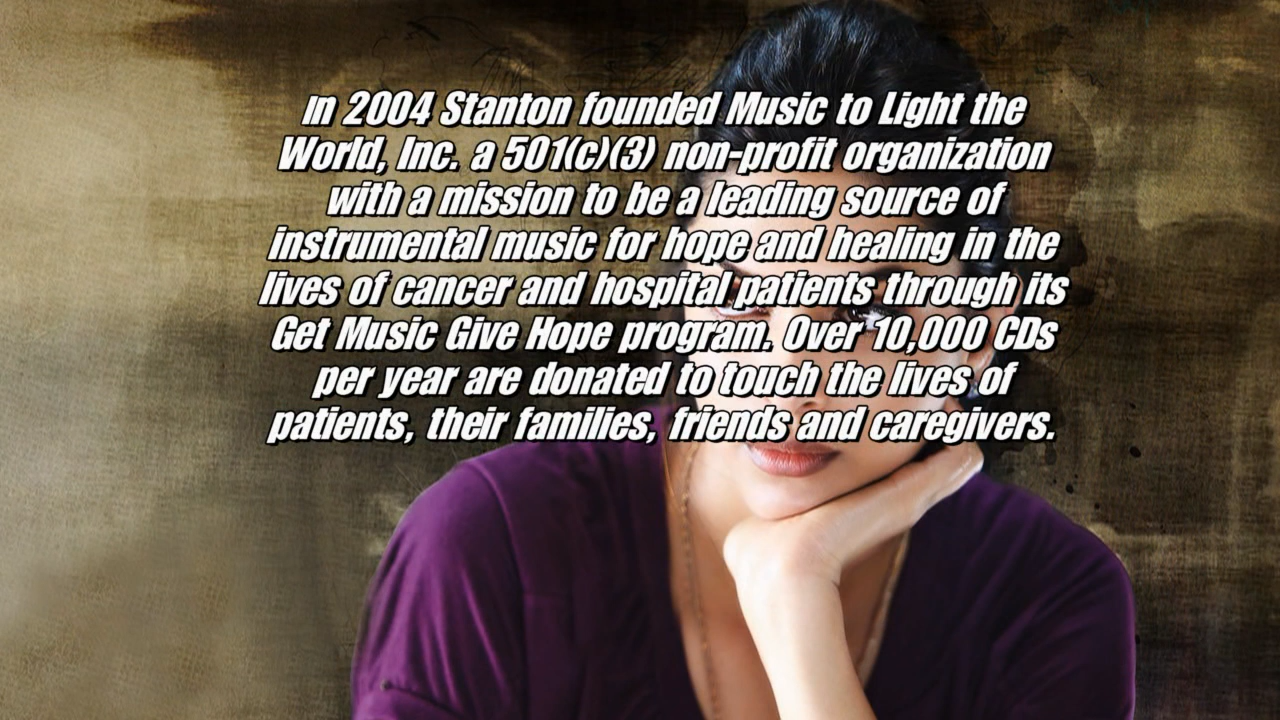 In 2004 Stanton founded Music to Light the
World, Inc. a 501(c)(3) non-profit organization
with a mission to be a leading source of
instrumental music for hope and healing in the
lives of cancer and hospital patients through its
Get Music Give Hope program. Over 10,000 CDs
per year are donated to touch the lives of
patients, their families, friends and caregivers.